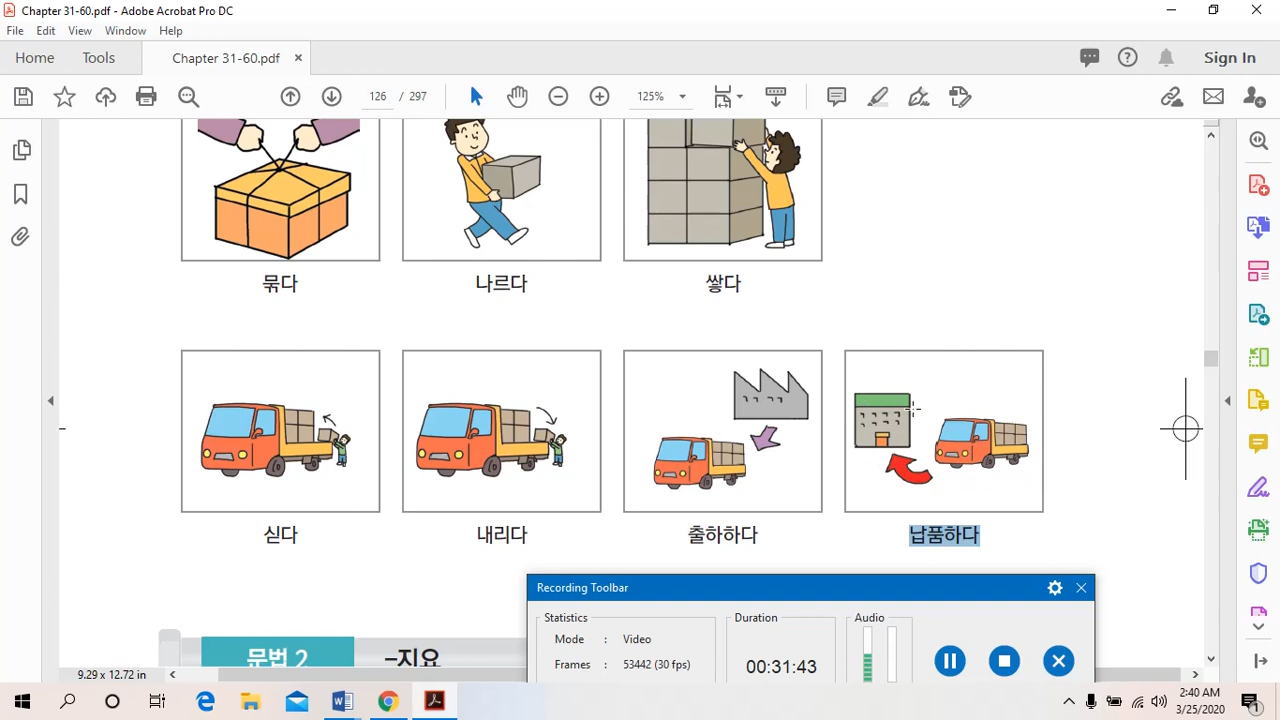 Chapter 31-60.pdf - Adobe Acrobat Pro DC
File Edit View Window Help
Home Tools Chapter 31-60.pdf × Sign In
126 / 297 125%
묶다 나르다 쌓다
싣다 내리다 출하하다 납품하다
Recording Toolbar
Statistics Duration Audio
Mode : Video
Frames : 53442 (30 fps) 00:31:43
문법 2 -지요
9.29 x 12.72 in
2:40 AM
3/25/2020
1